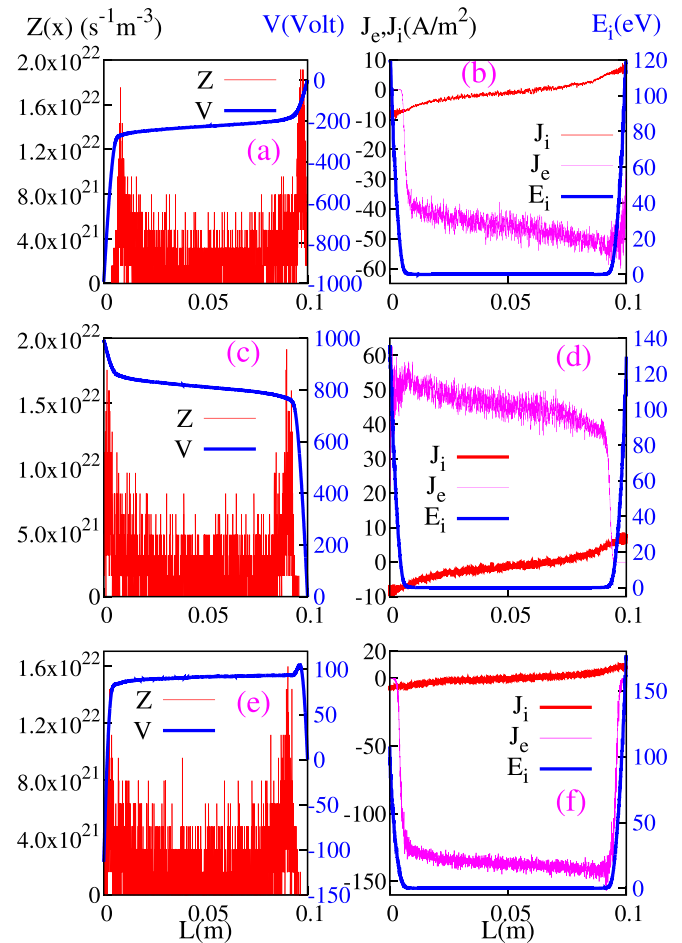 Z(x) (s⁻¹m⁻³) V(Volt) Jₑ,Jᵢ(A/m²) Eᵢ(eV)
2.0x10²² 0 10 120
1.6x10²² -200 0 100
1.2x10²² -400 -10 80
8.0x10²¹ -600 -20 60
4.0x10²¹ -800 -30 40
0 -1000 -40 20
-50 0
-60
Z
V
(a)
(b)
Jᵢ
Jₑ
Eᵢ
0 0.05 0.1 0 0.05 0.1
2.0x10²² 1000 60 140
1.5x10²² 800 50 120
1.0x10²² 600 40 100
5.0x10²¹ 400 30 80
0 200 20 60
0 10 40
0 20
-10 0
(c)
Z
V
(d)
Jᵢ
Jₑ
Eᵢ
0 0.05 0.1 0 0.05 0.1
1.6x10²² 100 20 150
1.2x10²² 50 0 100
8.0x10²¹ 0 -50 50
4.0x10²¹ -50 -100 0
0 -100 -150
-150
Z
V
(e)
Jᵢ
Jₑ
Eᵢ
(f)
0 0.05 0.1 0 0.05 0.1
L(m) L(m)